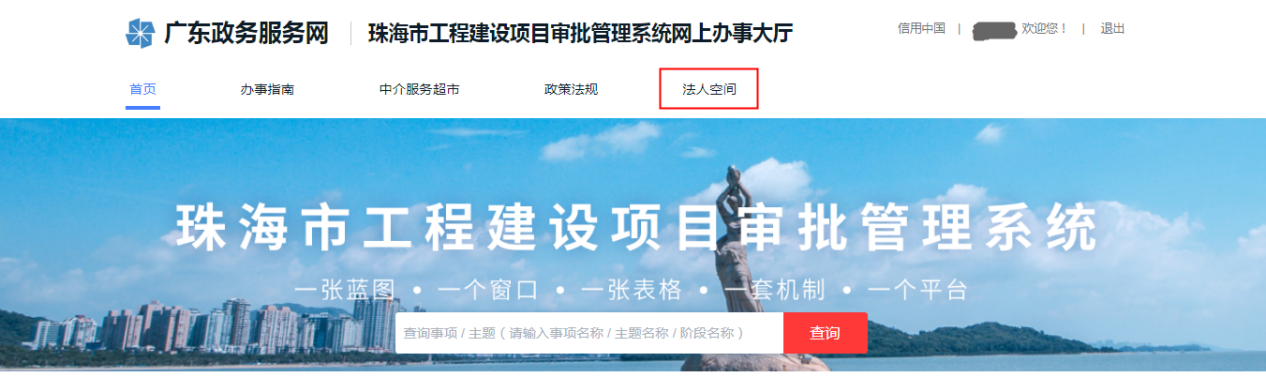 广东政务服务网 | 珠海市工程建设项目审批管理系统网上办事大厅 信用中国 | 欢迎您！ | 退出
首页 办事指南 中介服务超市 政策法规 法人空间
珠海市工程建设项目审批管理系统
一张蓝图 • 一个窗口 • 一张表格 • 一套机制 • 一个平台
查询事项 / 主题（请输入事项名称 / 主题名称 / 阶段名称） 查询